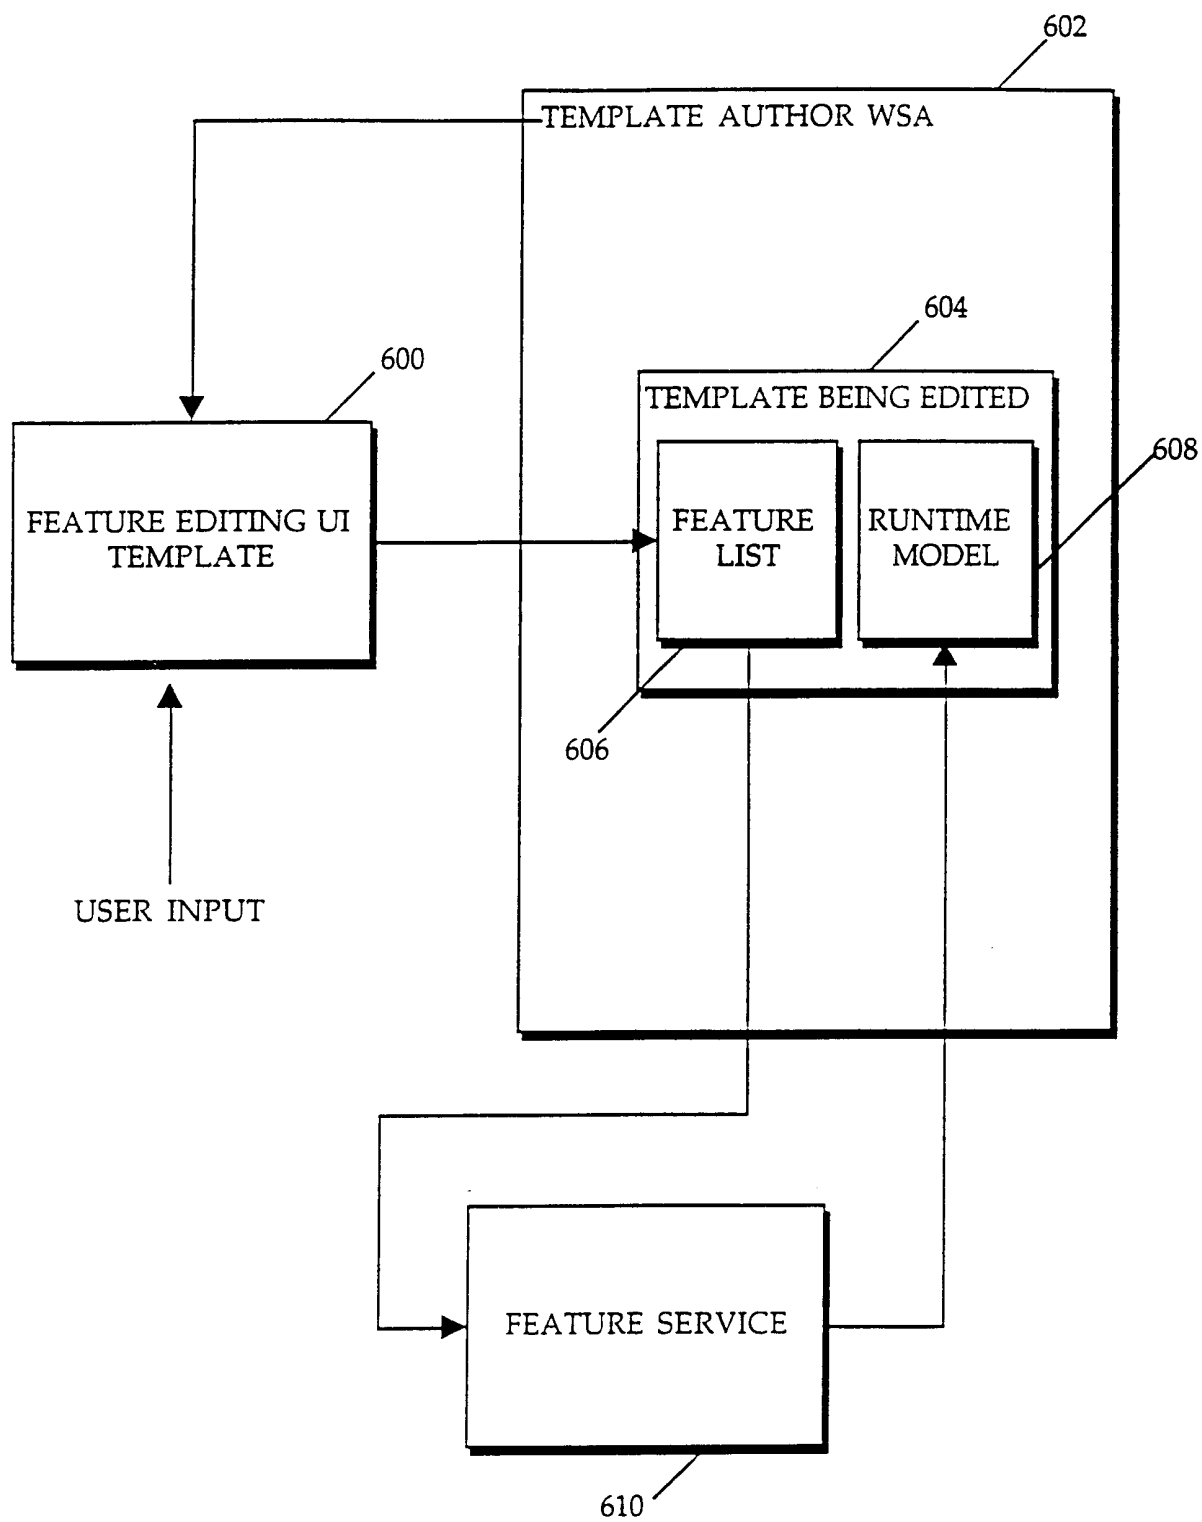 602
TEMPLATE AUTHOR WSA
604
600
TEMPLATE BEING EDITED
608
FEATURE EDITING UI
TEMPLATE
FEATURE
LIST
RUNTIME
MODEL
606
USER INPUT
FEATURE SERVICE
610